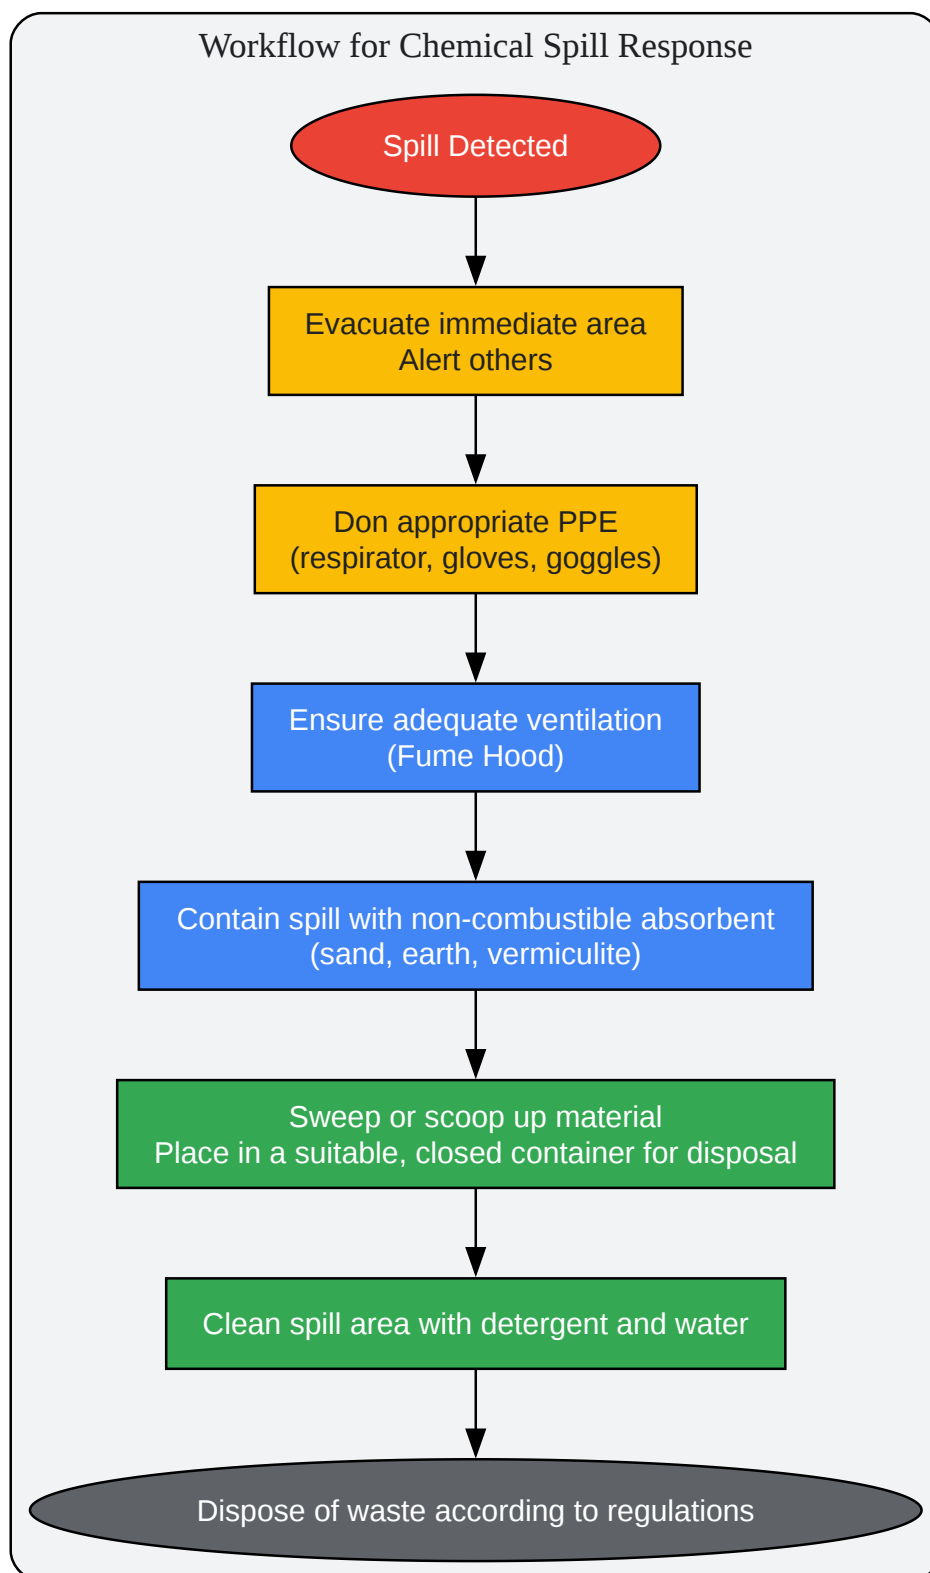 Workflow for Chemical Spill Response
Spill Detected
Evacuate immediate area
Alert others
Don appropriate PPE
(respirator, gloves, goggles)
Ensure adequate ventilation
(Fume Hood)
Contain spill with non-combustible absorbent
(sand, earth, vermiculite)
Sweep or scoop up material
Place in a suitable, closed container for disposal
Clean spill area with detergent and water
Dispose of waste according to regulations